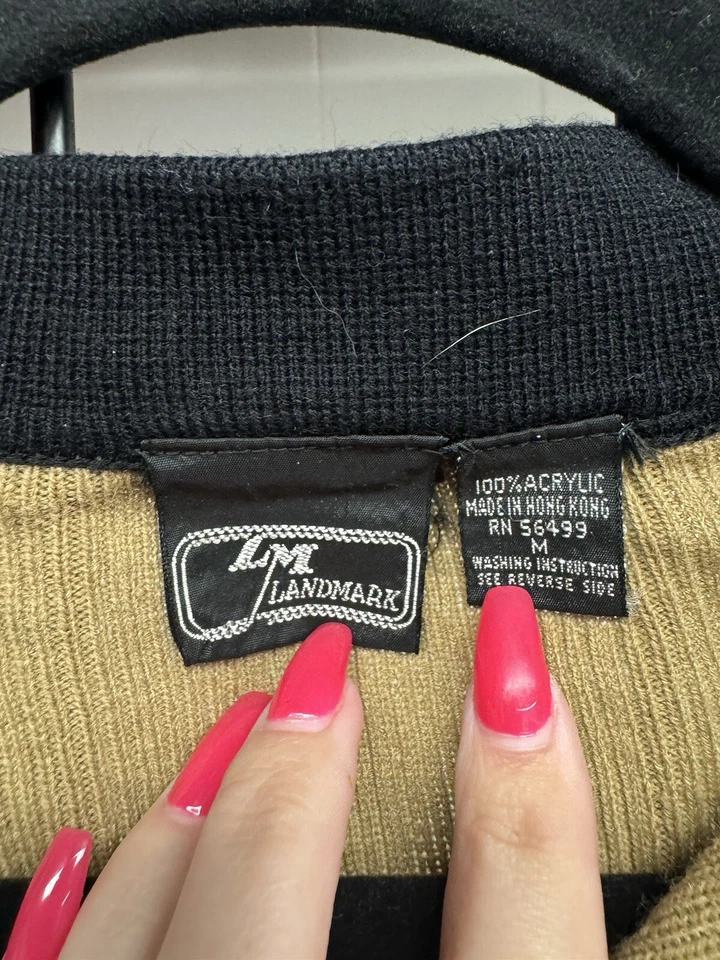 LM
LANDMARK
100% ACRYLIC
MADE IN HONG KONG
RN 56499
M
WASHING INSTRUCTION
SEE REVERSE SIDE